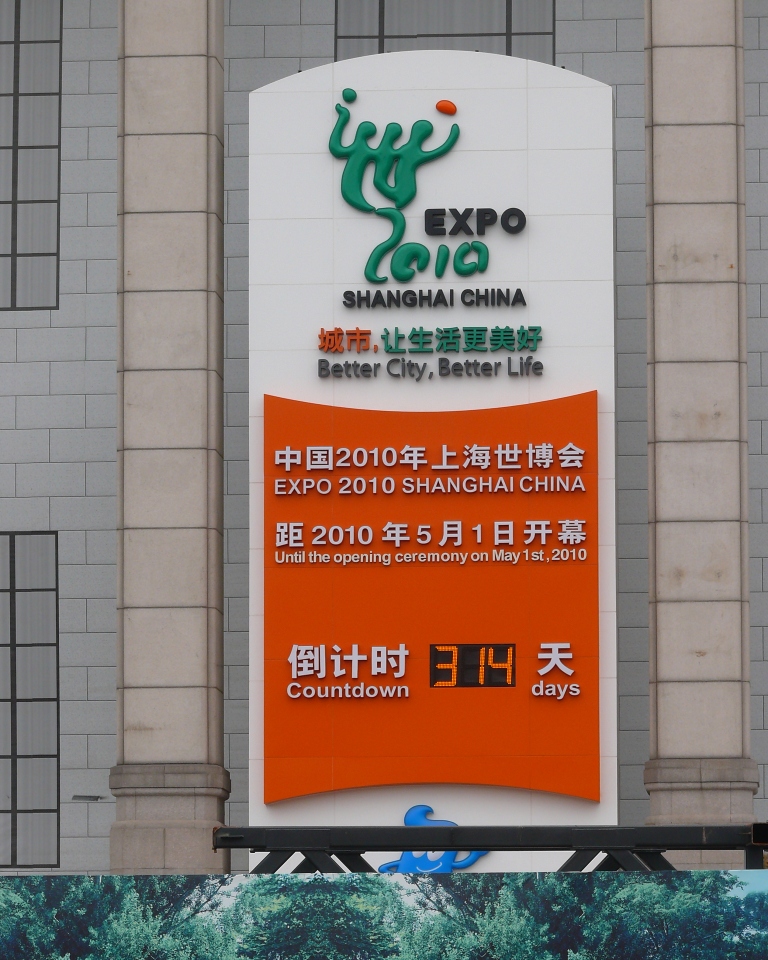 EXPO
2010
SHANGHAI CHINA
城市,让生活更美好
Better City, Better Life
中国2010年上海世博会
EXPO 2010 SHANGHAI CHINA
距 2010 年 5 月 1 日 开 幕
Until the opening ceremony on May 1st, 2010
倒计时 314 天
Countdown days